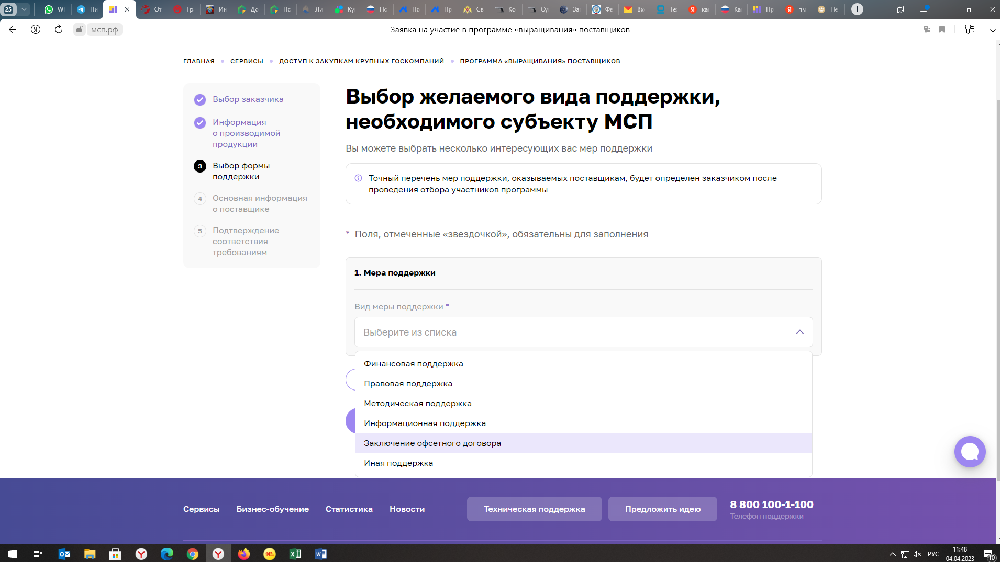 25
Wl
Ни
От
Тр
Ин
До
Но
Ли
Ку
По
По
Пр
Св
Ко
Су
За
Фе
Вх
Те
ка
Ка
Пр
пм
Пе
мсп.рф
Заявка на участие в программе «выращивания» поставщиков
ГЛАВНАЯ • СЕРВИСЫ • ДОСТУП К ЗАКУПКАМ КРУПНЫХ ГОСКОМПАНИЙ • ПРОГРАММА «ВЫРАЩИВАНИЯ» ПОСТАВЩИКОВ
Выбор заказчика
Информация
о производимой
продукции
3 Выбор формы
поддержки
4 Основная информация
о поставщике
5 Подтверждение
соответствия
требованиям
Выбор желаемого вида поддержки,
необходимого субъекту МСП
Вы можете выбрать несколько интересующих вас мер поддержки
Точный перечень мер поддержки, оказываемых поставщикам, будет определен заказчиком после
проведения отбора участников программы
* Поля, отмеченные «звездочкой», обязательны для заполнения
1. Мера поддержки
Вид меры поддержки *
Выберите из списка
Финансовая поддержка
Правовая поддержка
Методическая поддержка
Информационная поддержка
Заключение офсетного договора
Иная поддержка
Сервисы Бизнес-обучение Статистика Новости
Техническая поддержка
Предложить идею
8 800 100-1-100
Телефон поддержки
РУС
11:48
04.04.2023
10